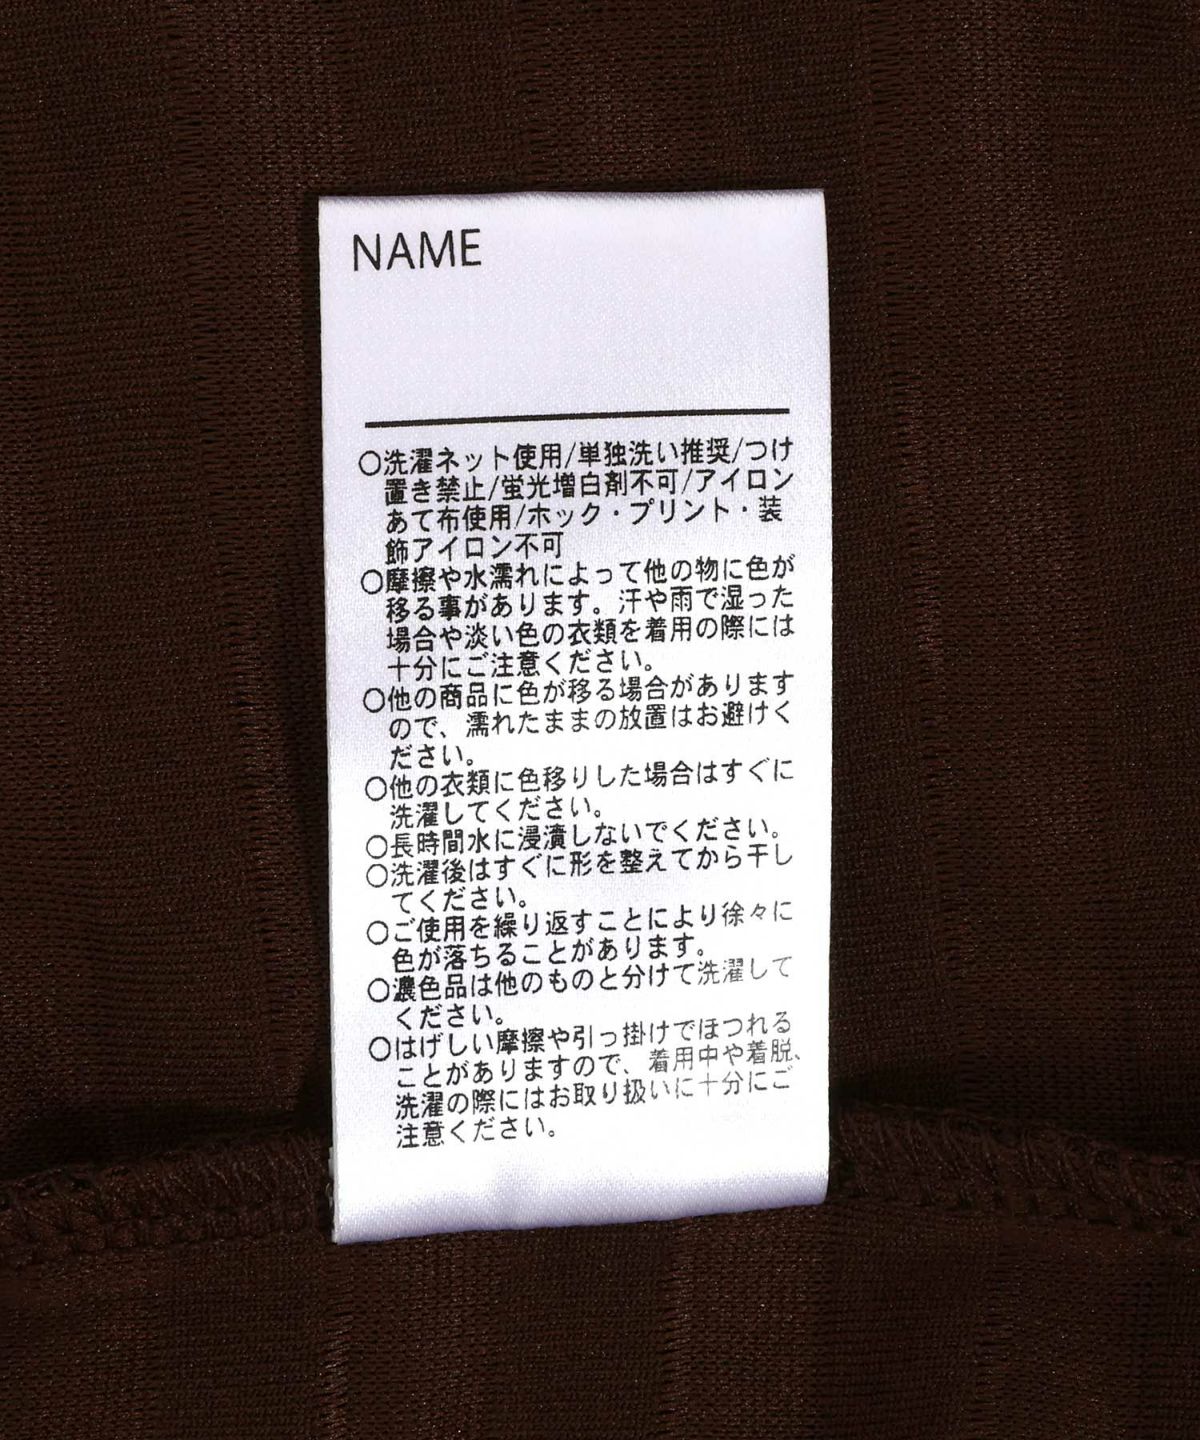 NAME
○洗濯ネット使用/単独洗い推奨/つけ
置き禁止/蛍光増白剤不可/アイロン
あて布使用/ホック・プリント・装
飾アイロン不可
○摩擦や水濡れによって他の物に色が
移る事があります。汗や雨で湿った
場合や淡い色の衣類を着用の際には
十分にご注意ください。
○他の商品に色が移る場合があります
ので、濡れたままの放置はお避けく
ださい。
○他の衣類に色移りした場合はすぐに
洗濯してください。
○長時間水に浸漬しないでください。
○洗濯後はすぐに形を整えてから干し
てください。
○ご使用を繰り返すことにより徐々に
色が落ちることがあります。
○濃色品は他のものと分けて洗濯して
ください。
○はげしい摩擦や引っ掛けでほつれる
ことがありますので、着用中や着脱、
洗濯の際にはお取り扱いに十分にご
注意ください。